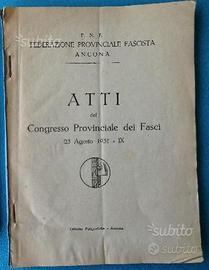 P. N. F.
FEDERAZIONE PROVINCIALE FASCISTA
ANCONA
ATTI
del
Congresso Provinciale dei Fasci
23 Agosto 1931 - IX
Ancona
subito
subito